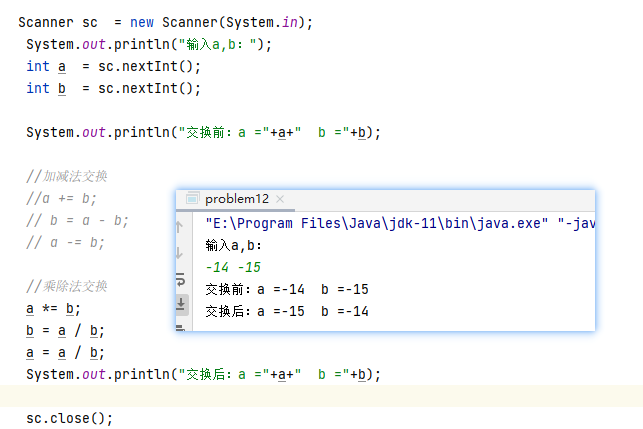 Scanner sc  = new Scanner(System.in);
System.out.println("输入a,b：");
int a  = sc.nextInt();
int b  = sc.nextInt();
System.out.println("交换前：a ="+a+"  b ="+b);
//加减法交换
//a += b;
// b = a - b;
// a -= b;
//乘除法交换
a *= b;
b = a / b;
a = a / b;
System.out.println("交换后：a ="+a+"  b ="+b);
sc.close();
problem12 ×
"E:\Program Files\Java\jdk-11\bin\java.exe" "-jav
输入a,b：
-14 -15
交换前：a =-14  b =-15
交换后：a =-15  b =-14